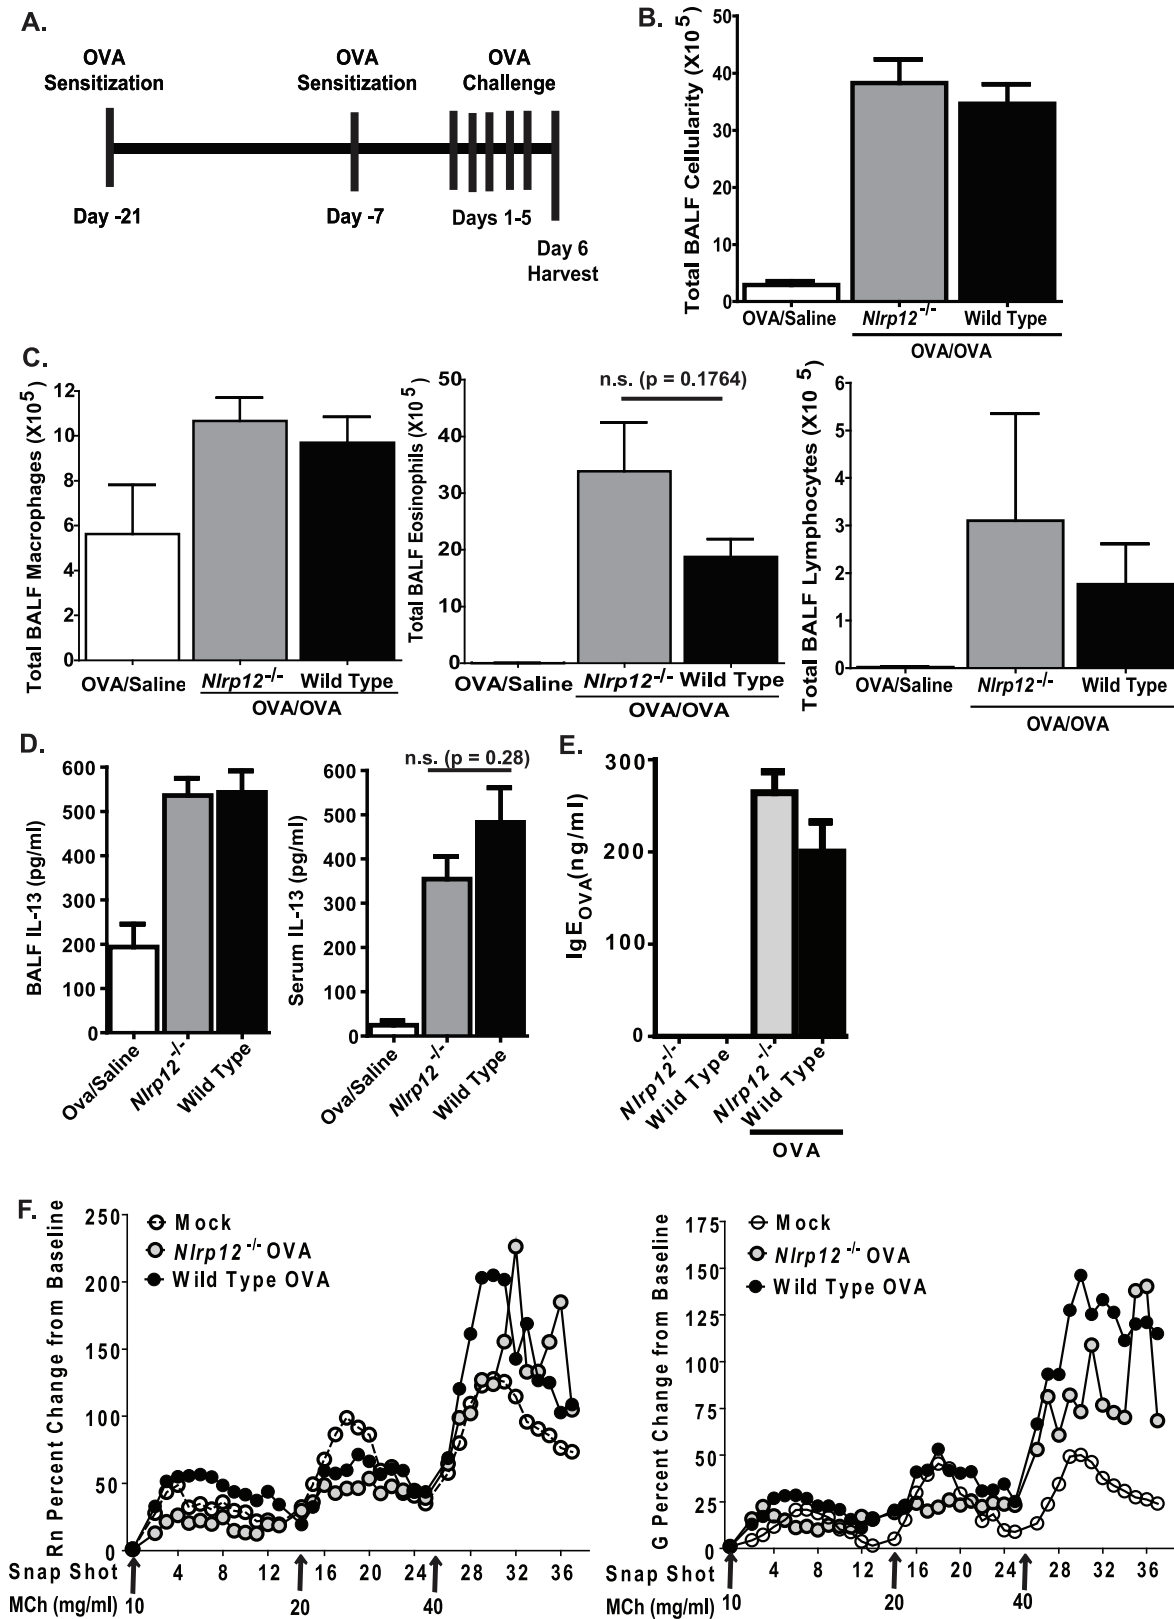 A.
OVA
Sensitization
OVA
Sensitization
OVA
Challenge
Day -21
Day -7
Days 1-5
Day 6
Harvest
B.
Total BALF Cellularity (X10 5)
50
40
30
20
10
0
OVA/Saline
Nlrp12-/-
Wild Type
OVA/OVA
C.
Total BALF Macrophages (X10 5)
12
10
8
6
4
2
0
OVA/Saline
Nlrp12-/-
Wild Type
OVA/OVA
Total BALF Eosinophils (X10 5)
50
40
30
20
10
0
n.s. (p = 0.1764)
OVA/Saline
Nlrp12-/-
Wild Type
OVA/OVA
Total BALF Lymphocytes (X10 5)
6
5
4
3
2
1
0
OVA/Saline
Nlrp12-/-
Wild Type
OVA/OVA
D.
BALF IL-13 (pg/ml)
600
500
400
300
200
100
0
Ova/Saline
Nlrp12-/-
Wild Type
Serum IL-13 (pg/ml)
600
500
400
300
200
100
0
n.s. (p = 0.28)
Ova/Saline
Nlrp12-/-
Wild Type
E.
IgE OVA (ng/ml)
300
200
100
0
Nlrp12-/-
Wild Type
Nlrp12-/-
Wild Type
OVA
F.
Rn Percent Change from Baseline
250
200
150
100
50
0
Mock
Nlrp12 -/- OVA
Wild Type OVA
Snap Shot 4 8 12 16 20 24 28 32 36
MCh (mg/ml) 10 20 40
G Percent Change from Baseline
175
150
125
100
75
50
25
0
Mock
Nlrp12 -/- OVA
Wild Type OVA
Snap Shot 4 8 12 16 20 24 28 32 36
MCh (mg/ml) 10 20 40